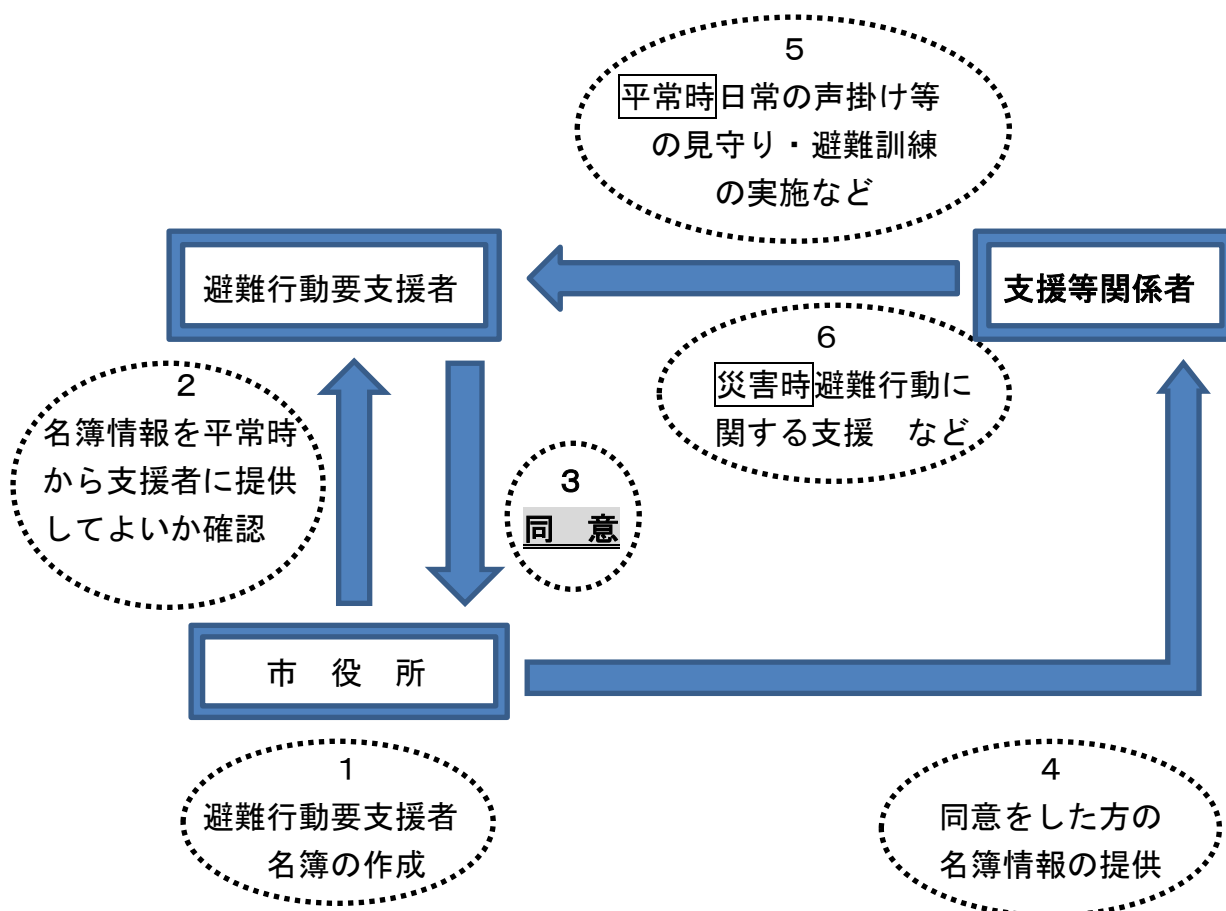 5
平常時日常の声掛け等
の見守り・避難訓練
の実施など
避難行動要支援者
支援等関係者
6
災害時避難行動に
関する支援　など
2
名簿情報を平常時
から支援者に提供
してよいか確認
3
同　意
市　役　所
1
避難行動要支援者
名簿の作成
4
同意をした方の
名簿情報の提供